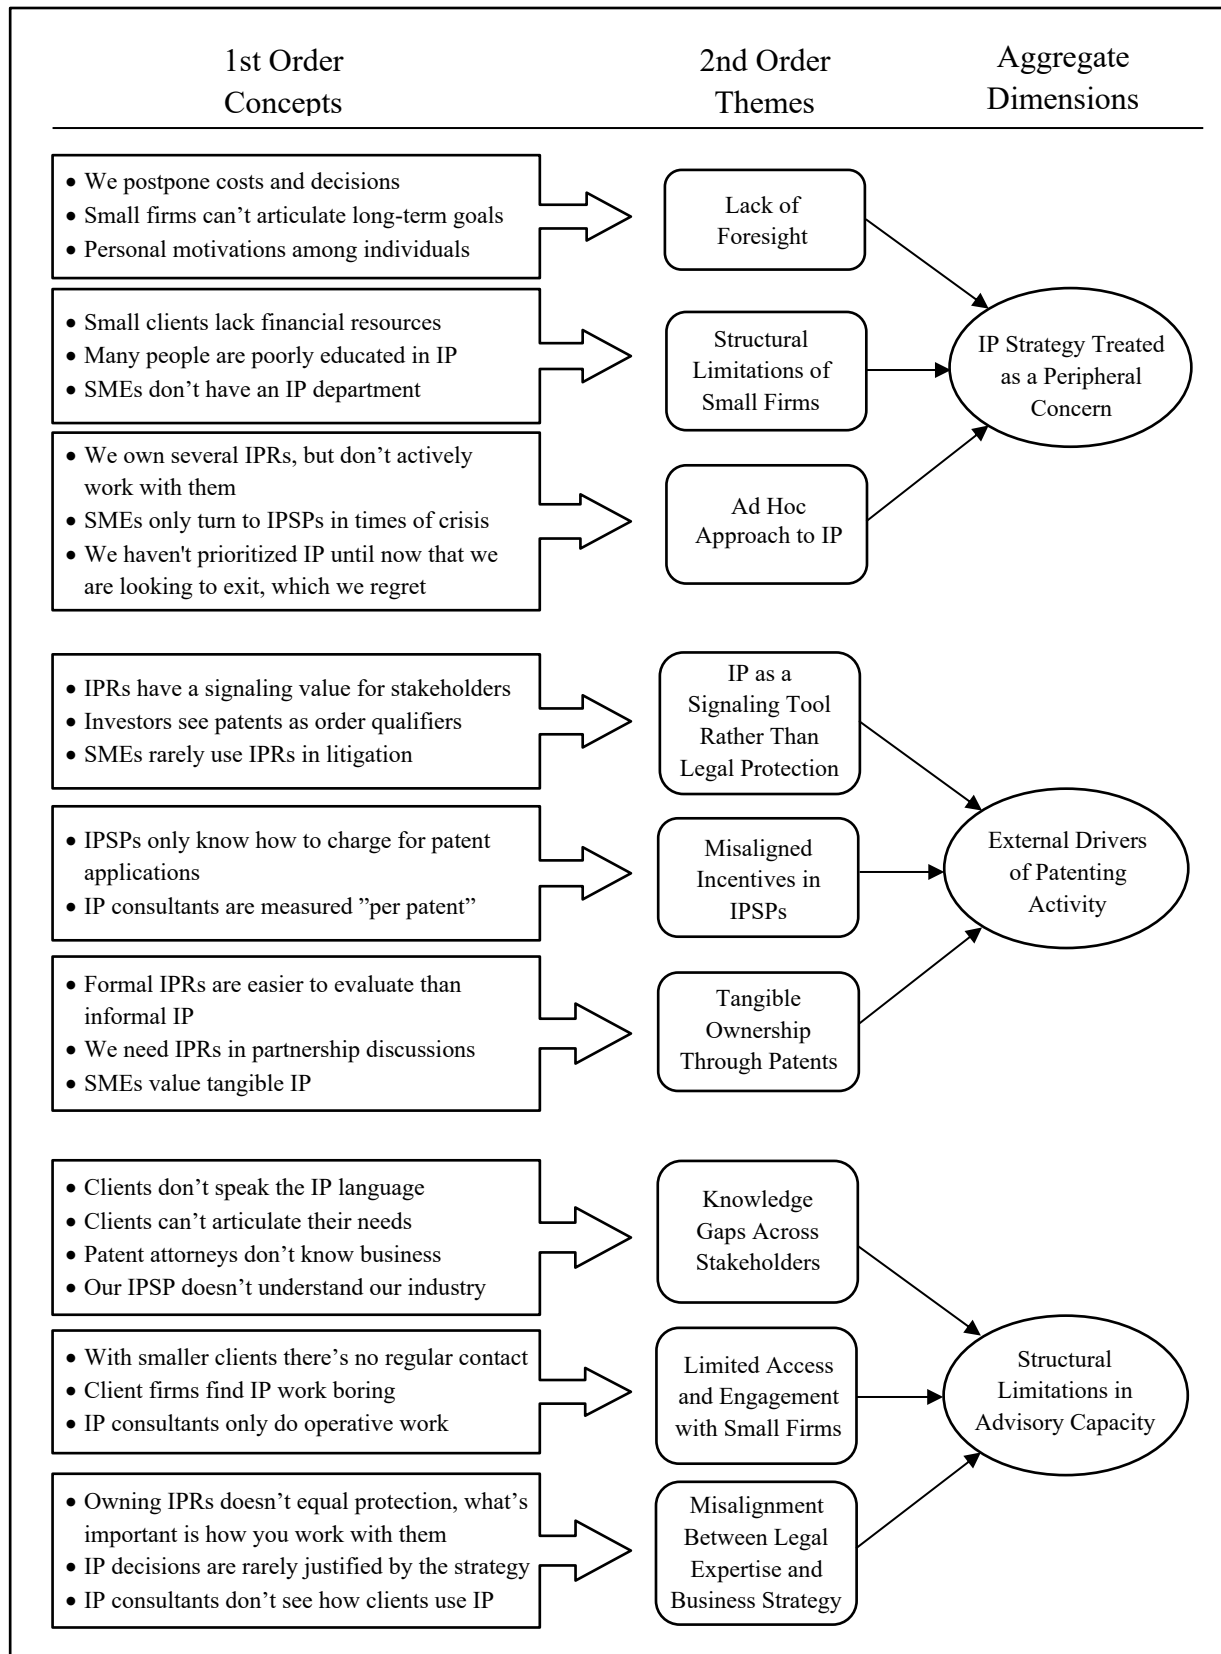 1st Order
Concepts
2nd Order
Themes
Aggregate
Dimensions
• We postpone costs and decisions
• Small firms can’t articulate long-term goals
• Personal motivations among individuals
Lack of
Foresight
• Small clients lack financial resources
• Many people are poorly educated in IP
• SMEs don’t have an IP department
Structural
Limitations of
Small Firms
• We own several IPRs, but don’t actively
work with them
• SMEs only turn to IPSPs in times of crisis
• We haven't prioritized IP until now that we
are looking to exit, which we regret
Ad Hoc
Approach to IP
IP Strategy Treated
as a Peripheral
Concern
• IPRs have a signaling value for stakeholders
• Investors see patents as order qualifiers
• SMEs rarely use IPRs in litigation
IP as a
Signaling Tool
Rather Than
Legal Protection
• IPSPs only know how to charge for patent
applications
• IP consultants are measured ”per patent”
Misaligned
Incentives in
IPSPs
• Formal IPRs are easier to evaluate than
informal IP
• We need IPRs in partnership discussions
• SMEs value tangible IP
Tangible
Ownership
Through Patents
External Drivers
of Patenting
Activity
• Clients don’t speak the IP language
• Clients can’t articulate their needs
• Patent attorneys don’t know business
• Our IPSP doesn’t understand our industry
Knowledge
Gaps Across
Stakeholders
• With smaller clients there’s no regular contact
• Client firms find IP work boring
• IP consultants only do operative work
Limited Access
and Engagement
with Small Firms
• Owning IPRs doesn’t equal protection, what’s
important is how you work with them
• IP decisions are rarely justified by the strategy
• IP consultants don’t see how clients use IP
Misalignment
Between Legal
Expertise and
Business Strategy
Structural
Limitations in
Advisory Capacity